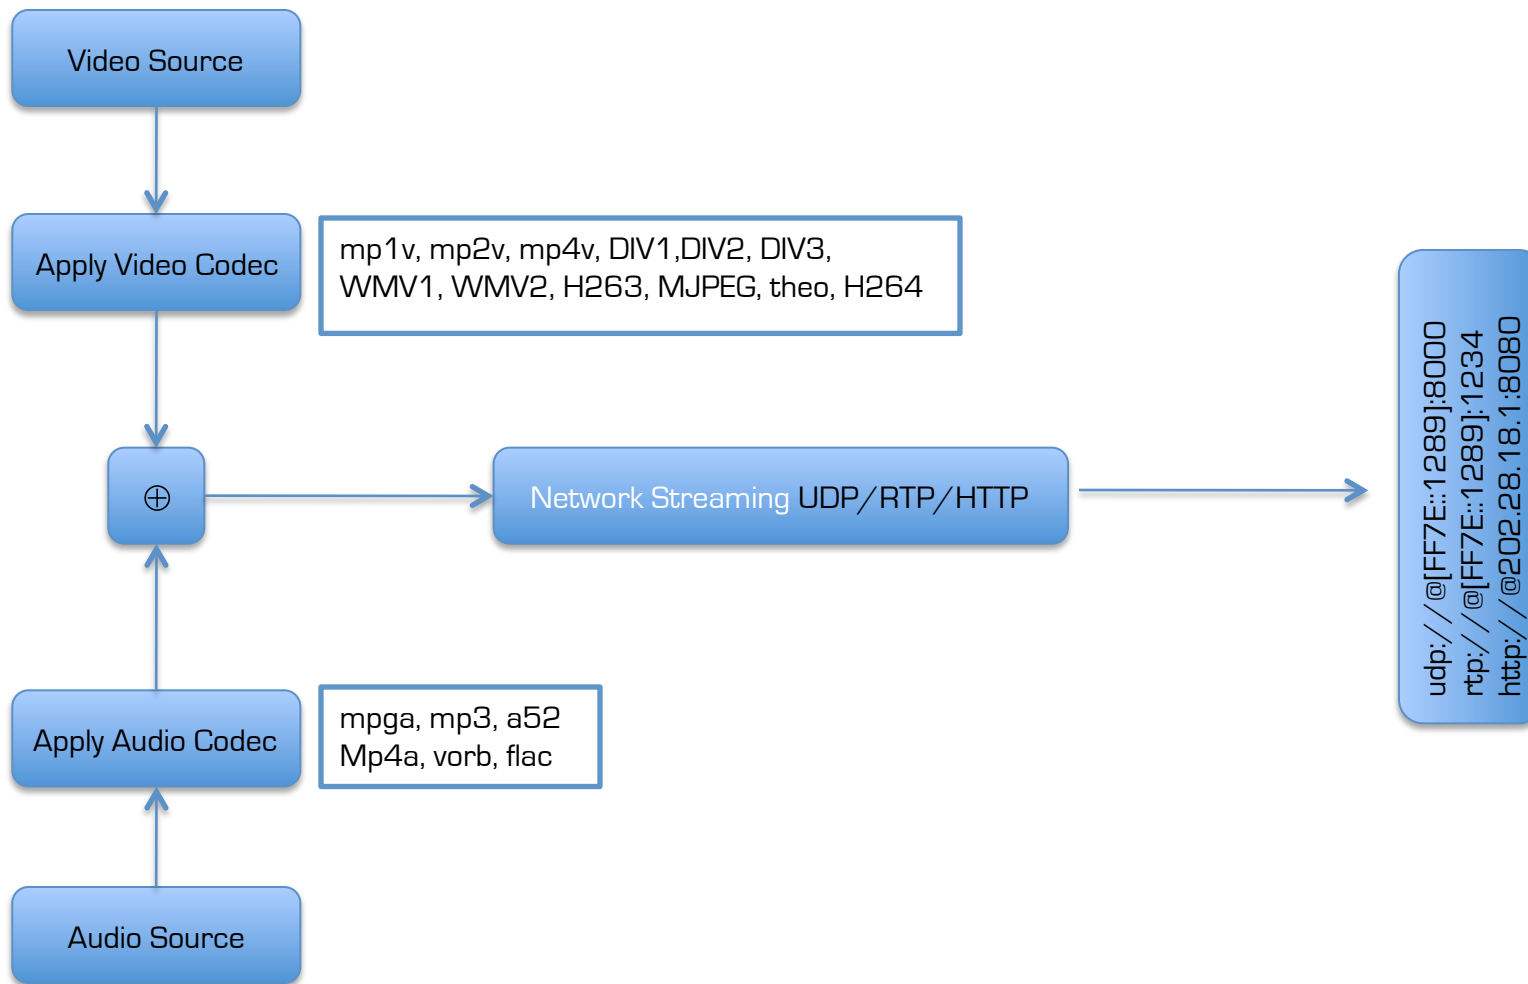 Video Source
Apply Video Codec
mp1v, mp2v, mp4v, DIV1,DIV2, DIV3,
WMV1, WMV2, H263, MJPEG, theo, H264
⊕
Network Streaming UDP/RTP/HTTP
udp://@[FF7E::1289]:8000
rtp://@[FF7E::1289]:1234
http://@202.28.18.1:8080
Apply Audio Codec
mpga, mp3, a52
Mp4a, vorb, flac
Audio Source